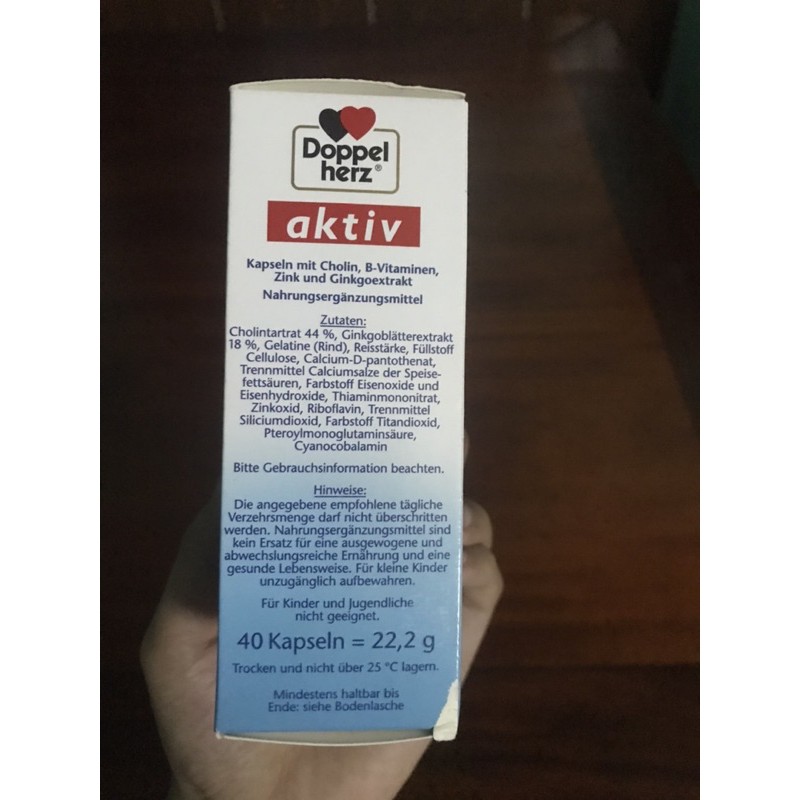 Doppel
herz®
aktiv
Kapseln mit Cholin, B-Vitaminen,
Zink und Ginkgoextrakt
Nahrungsergänzungsmittel
Zutaten:
Cholintartrat 44 %, Ginkgoblätterextrakt
18 %, Gelatine (Rind), Reisstärke, Füllstoff
Cellulose, Calcium-D-pantothenat,
Trennmittel Calciumsalze der Speise-
fettsäuren, Farbstoff Eisenoxide und
Eisenhydroxide, Thiaminmononitrat,
Zinkoxid, Riboflavin, Trennmittel
Siliciumdioxid, Farbstoff Titandioxid,
Pteroylmonoglutaminsäure,
Cyanocobalamin
Bitte Gebrauchsinformation beachten.
Hinweise:
Die angegebene empfohlene tägliche
Verzehrsmenge darf nicht überschritten
werden. Nahrungsergänzungsmittel sind
kein Ersatz für eine ausgewogene und
abwechslungsreiche Ernährung und eine
gesunde Lebensweise. Für kleine Kinder
unzugänglich aufbewahren.
Für Kinder und Jugendliche
nicht geeignet.
40 Kapseln = 22,2 g
Trocken und nicht über 25 °C lagern.
Mindestens haltbar bis
Ende: siehe Bodenlasche